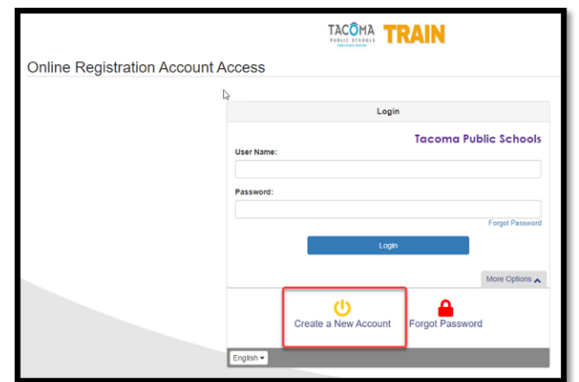 TACOMA TRAIN
PUBLIC SCHOOLS
Online Registration Account Access
Login
Tacoma Public Schools
User Name:
Password:
Forgot Password
Login
More Options
Create a New Account
Forgot Password
English